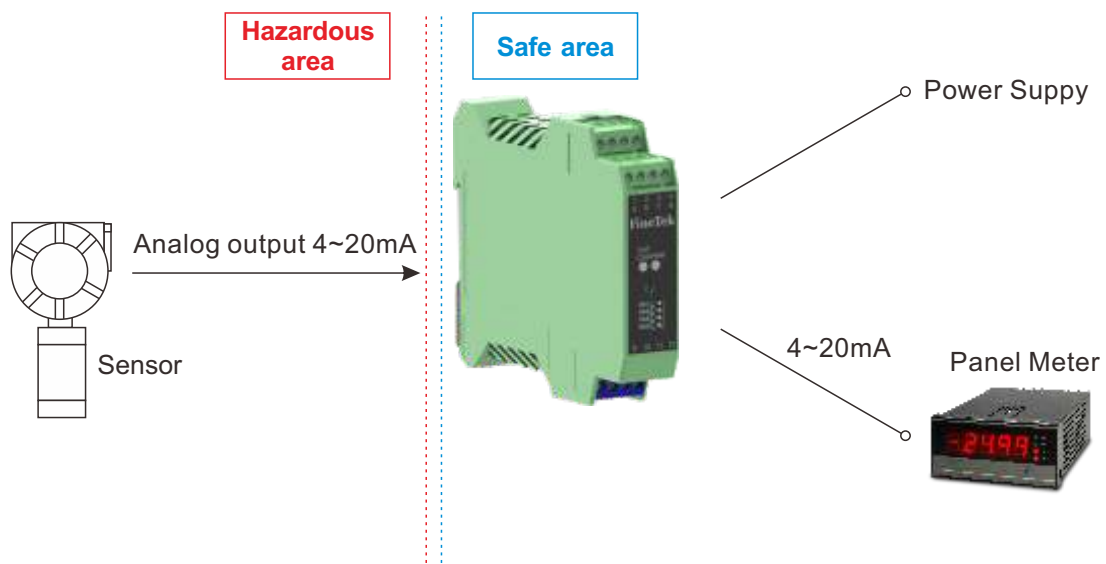 Hazardous
area
Safe area
Power Suppy
FineTek
Analog output 4~20mA
Sensor
4~20mA
Panel Meter
-249.9